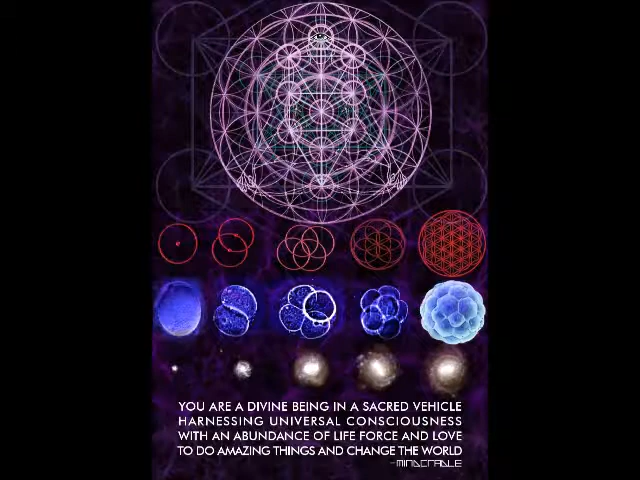 YOU ARE A DIVINE BEING IN A SACRED VEHICLE
HARNESSING UNIVERSAL CONSCIOUSNESS
WITH AN ABUNDANCE OF LIFE FORCE AND LOVE
TO DO AMAZING THINGS AND CHANGE THE WORLD